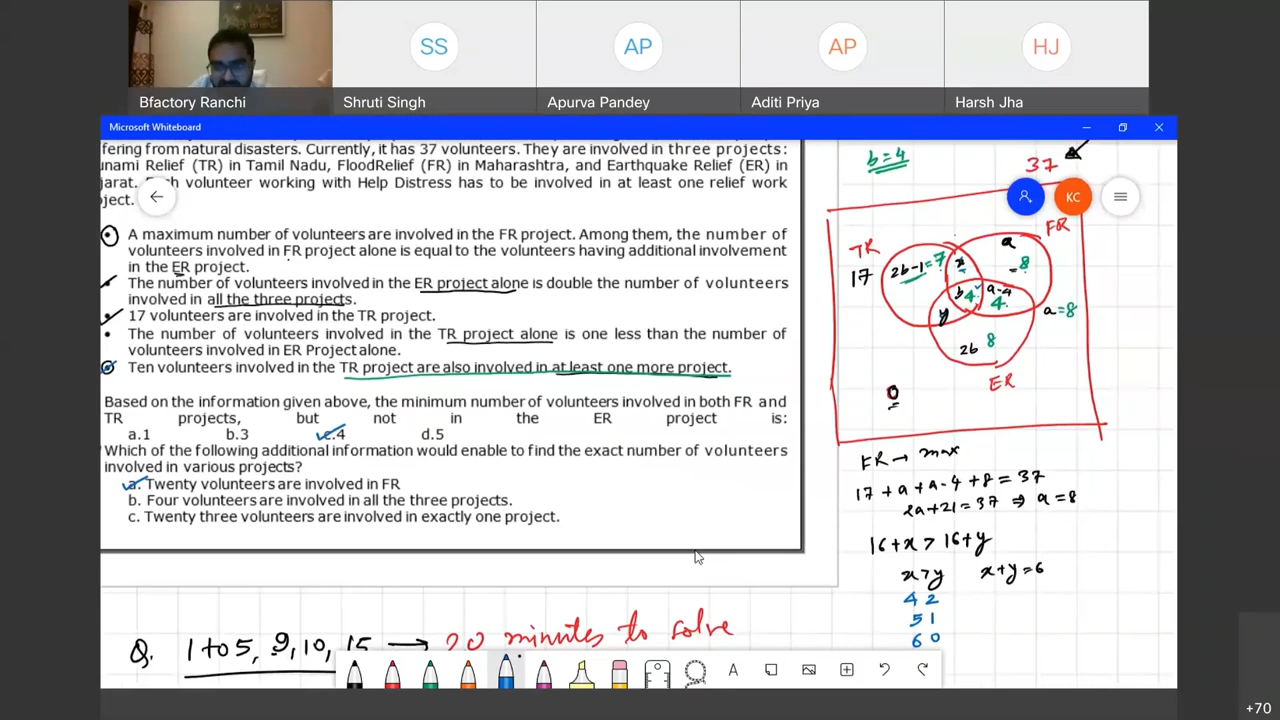 SS
AP
AP
HJ
Bfactory Ranchi
Shruti Singh
Apurva Pandey
Aditi Priya
Harsh Jha
Microsoft Whiteboard
ffering from natural disasters. Currently, it has 37 volunteers. They are involved in three projects:
unami Relief (TR) in Tamil Nadu, FloodRelief (FR) in Maharashtra, and Earthquake Relief (ER) in
jarat. volunteer working with Help Distress has to be involved in at least one relief work
ject.
• A maximum number of volunteers are involved in the FR project. Among them, the number of
volunteers involved in FR project alone is equal to the volunteers having additional involvement
in the ER project.
• The number of volunteers involved in the ER project alone is double the number of volunteers
involved in all the three projects.
• 17 volunteers are involved in the TR project.
• The number of volunteers involved in the TR project alone is one less than the number of
volunteers involved in ER Project alone.
• Ten volunteers involved in the TR project are also involved in at least one more project.
Based on the information given above, the minimum number of volunteers involved in both FR and
TR projects, but not in the ER project is:
a.1 b.3 c.4 d.5
Which of the following additional information would enable to find the exact number of volunteers
involved in various projects?
a. Twenty volunteers are involved in FR
b. Four volunteers are involved in all the three projects.
c. Twenty three volunteers are involved in exactly one project.
b=4
37
KC
TR
FR
17
2b-1=7
x
a
=8
b 4
a-4
4
y
a=8
2b 8
ER
0
FR → max
17+a+a-4+8=37
2a+21=37 ⇒ a=8
16+x > 16+y
x>y x+y=6
4 2
5 1
6 0
Q. 1 to 5, 9, 10, 15 → 20 minutes to solve
A
+70